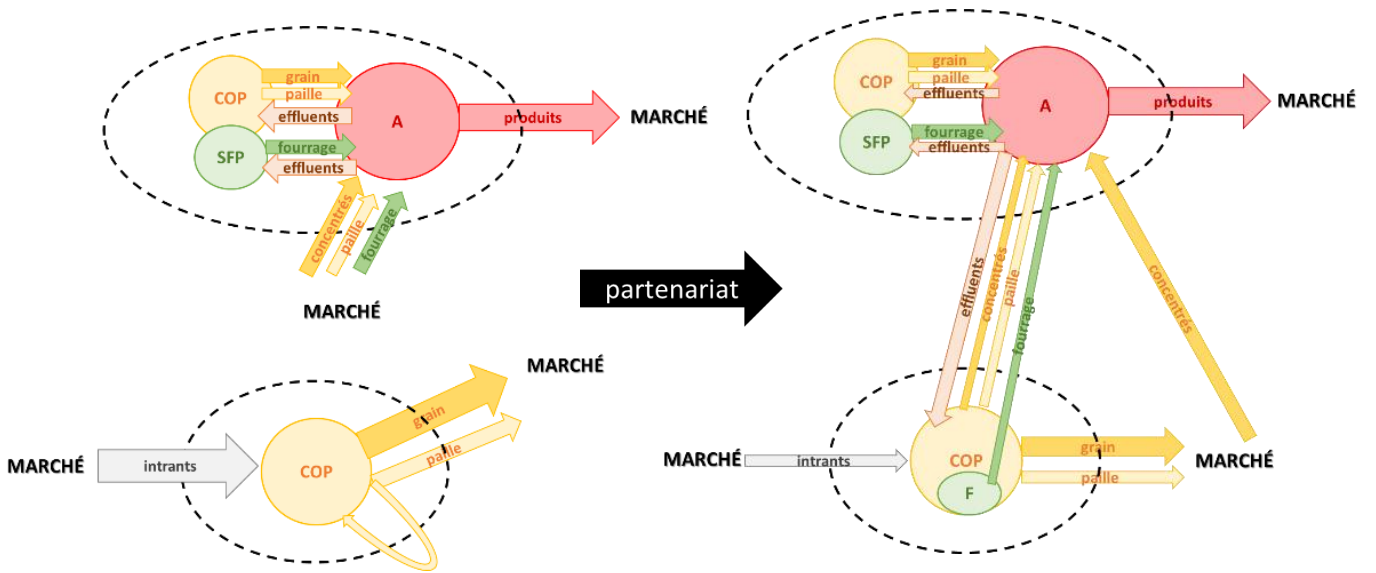 COP
SFP
grain
paille
effluents
fourrage
effluents
A
produits
MARCHÉ
concentrés
paille
fourrage
MARCHÉ
MARCHÉ
intrants
COP
grain
paille
MARCHÉ
partenariat
COP
SFP
grain
paille
effluents
fourrage
effluents
A
produits
MARCHÉ
effluents
concentrés
paille
fourrage
concentrés
MARCHÉ
intrants
COP
F
grain
paille
MARCHÉ